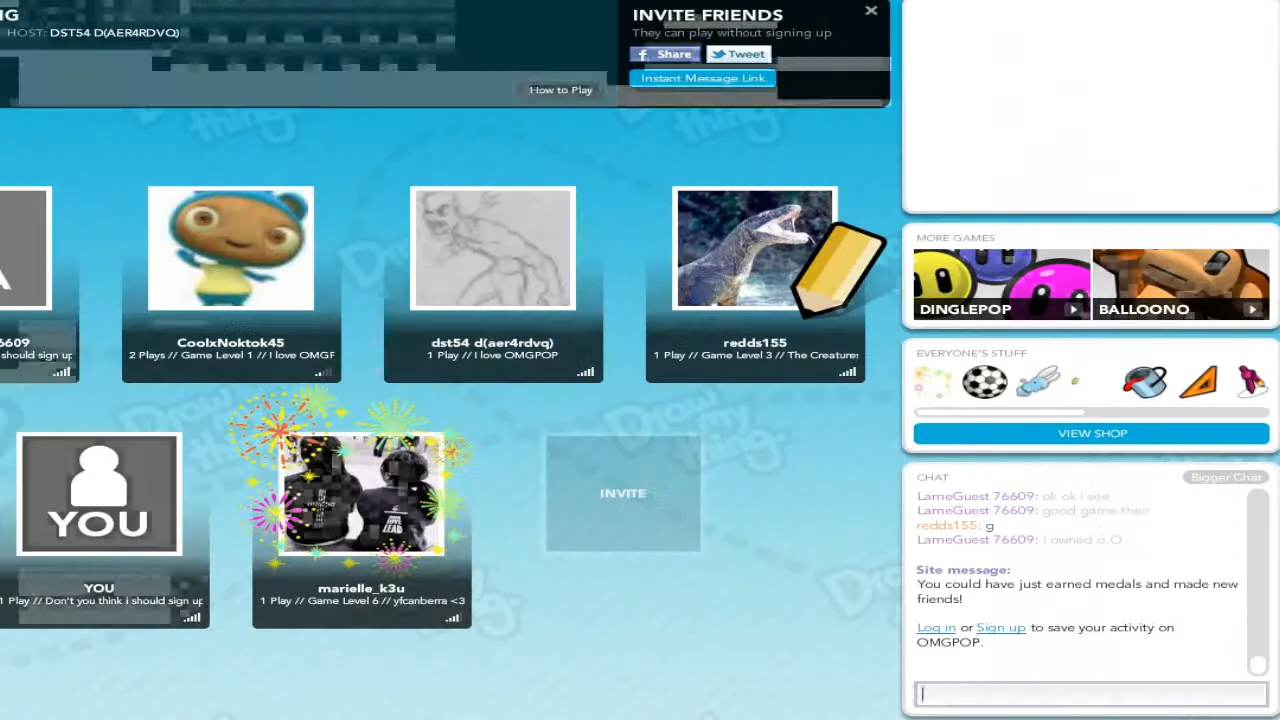 G
HOST: DST54 D(AER4RDVQ)
INVITE FRIENDS
They can play without signing up
f Share
Tweet
Instant Message Link
How to Play
A
6609
should sign up
CoolxNoktok45
2 Plays // Game Level 1 // I love OMGP
dst54 d(aer4rdvq)
1 Play // I love OMGPOP
redds155
1 Play // Game Level 3 // The Creatures
YOU
YOU
1 Play // Don't you think i should sign up
LEAD
marielle_k3u
1 Play // Game Level 6 // yfcanberra <3
INVITE
MORE GAMES
DINGLEPOP
BALLOONO
EVERYONE'S STUFF
VIEW SHOP
CHAT
Bigger Chat
LameGuest 76609: ok ok i see
LameGuest 76609: good game then
redds155: g
LameGuest 76609: i owned o.O
Site message:
You could have just earned medals and made new
friends!
Log in or Sign up to save your activity on
OMGPOP.